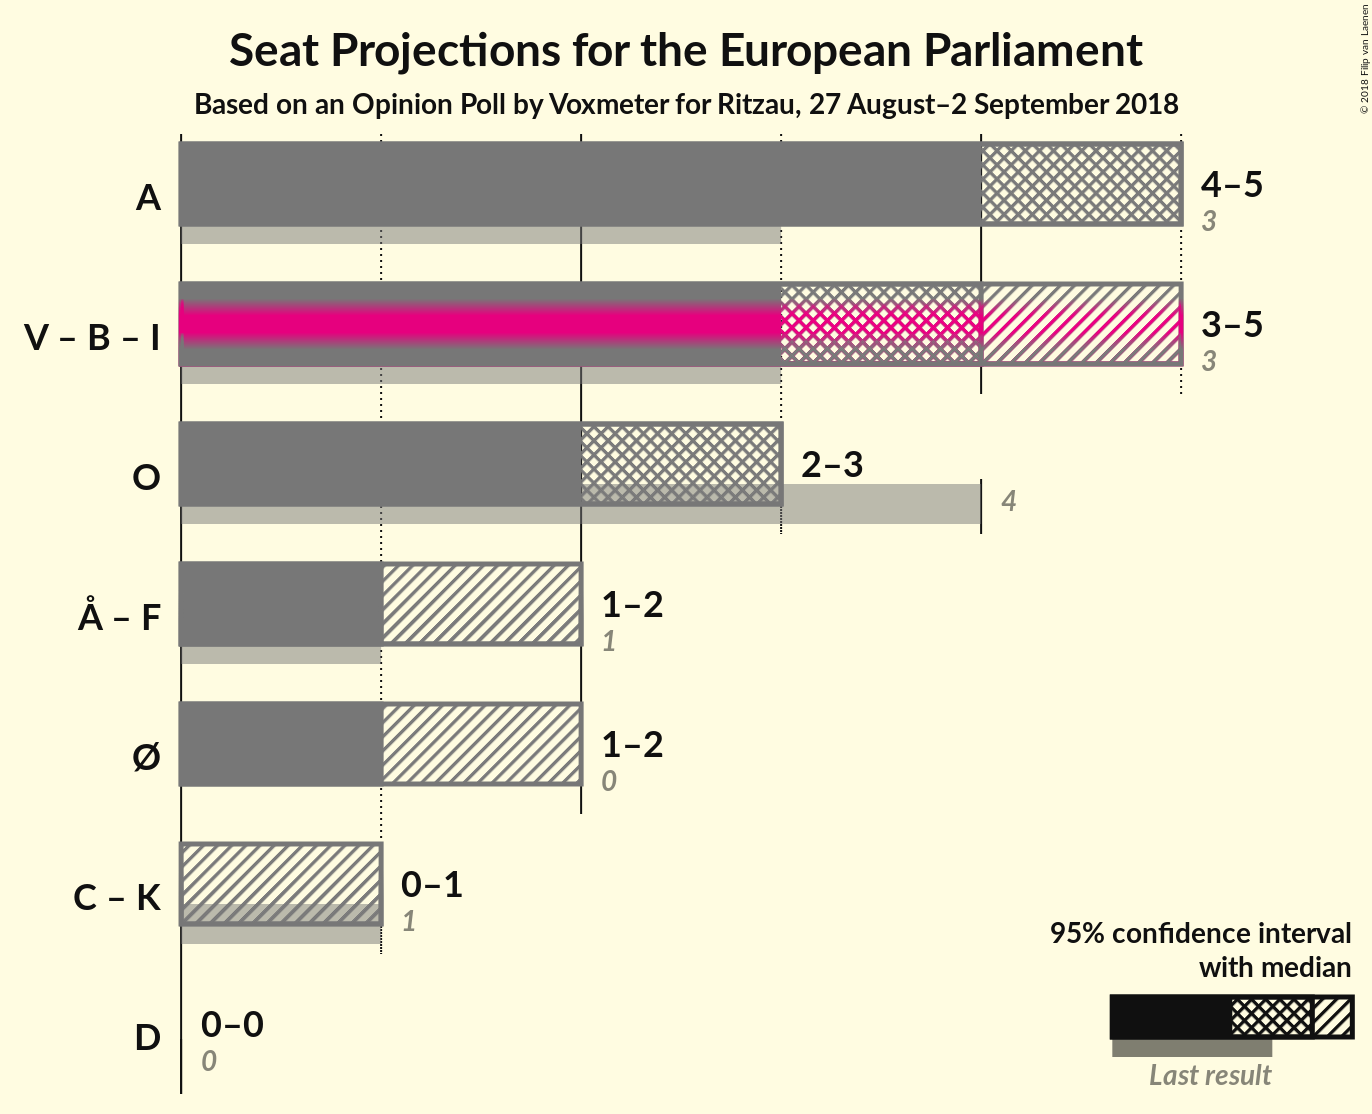 Seat Projections for the European Parliament
Based on an Opinion Poll by Voxmeter for Ritzau, 27 August–2 September 2018
© 2018 Filip van Laenen
A
4–5
3
V – B – I
3–5
3
O
2–3
4
Å – F
1–2
1
Ø
1–2
0
C – K
0–1
1
D
0–0
0
95% confidence interval
with median
Last result